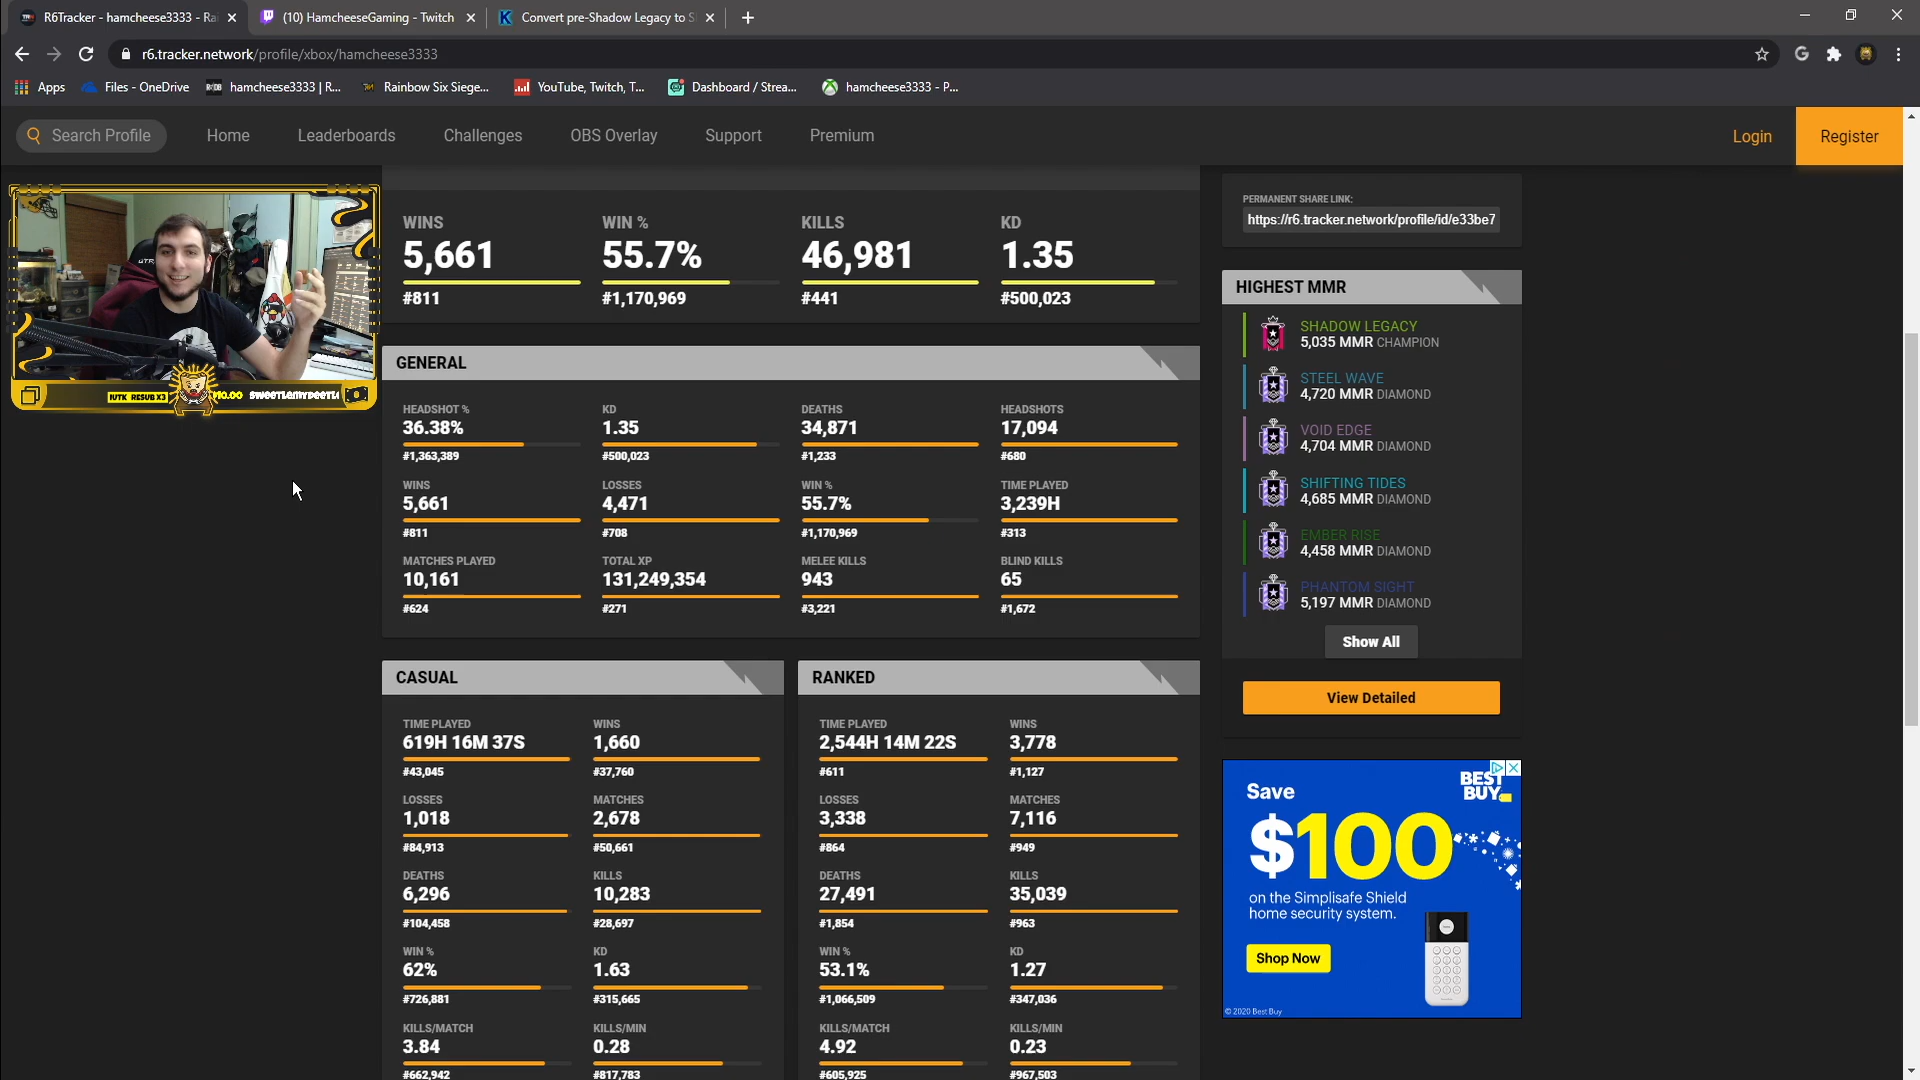 R6Tracker - hamcheese3333 - Rai
(10) HamcheeseGaming - Twitch
Convert pre-Shadow Legacy to S
r6.tracker.network/profile/xbox/hamcheese3333
Apps
Files - OneDrive
hamcheese3333 | R...
Rainbow Six Siege...
YouTube, Twitch, T...
Dashboard / Strea...
hamcheese3333 - P...
Search Profile
Home
Leaderboards
Challenges
OBS Overlay
Support
Premium
Login
Register
IUTK RESUB X3
$10.00 SWEETLEMYBEETL
WINS
WIN %
KILLS
KD
5,661
55.7%
46,981
1.35
#811
#1,170,969
#441
#500,023
GENERAL
HEADSHOT %
KD
DEATHS
HEADSHOTS
36.38%
1.35
34,871
17,094
#1,363,389
#500,023
#1,233
#680
WINS
LOSSES
WIN %
TIME PLAYED
5,661
4,471
55.7%
3,239H
#811
#708
#1,170,969
#313
MATCHES PLAYED
TOTAL XP
MELEE KILLS
BLIND KILLS
10,161
131,249,354
943
65
#624
#271
#3,221
#1,672
CASUAL
TIME PLAYED
WINS
619H 16M 37S
1,660
#43,045
#37,760
LOSSES
MATCHES
1,018
2,678
#84,913
#50,661
DEATHS
KILLS
6,296
10,283
#104,458
#28,697
WIN %
KD
62%
1.63
#726,881
#315,665
KILLS/MATCH
KILLS/MIN
3.84
0.28
#662,942
#817,783
RANKED
TIME PLAYED
WINS
2,544H 14M 22S
3,778
#611
#1,127
LOSSES
MATCHES
3,338
7,116
#864
#949
DEATHS
KILLS
27,491
35,039
#1,854
#963
WIN %
KD
53.1%
1.27
#1,066,509
#347,036
KILLS/MATCH
KILLS/MIN
4.92
0.23
#605,925
#967,503
PERMANENT SHARE LINK:
https://r6.tracker.network/profile/id/e33be7
HIGHEST MMR
SHADOW LEGACY
5,035 MMR CHAMPION
STEEL WAVE
4,720 MMR DIAMOND
VOID EDGE
4,704 MMR DIAMOND
SHIFTING TIDES
4,685 MMR DIAMOND
EMBER RISE
4,458 MMR DIAMOND
PHANTOM SIGHT
5,197 MMR DIAMOND
Show All
View Detailed
BEST
BUY
Save
$100
on the Simplisafe Shield
home security system.
Shop Now
© 2020 Best Buy